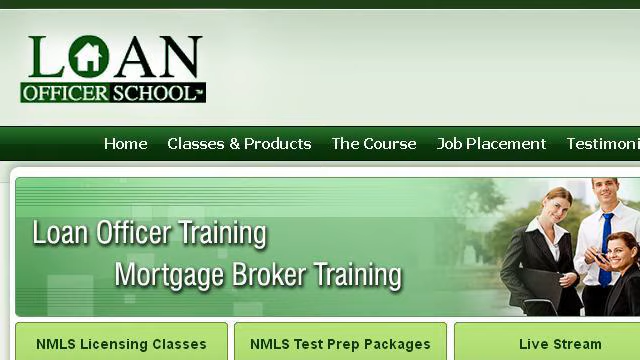 LOAN
OFFICER SCHOOL™
Home Classes & Products The Course Job Placement Testimoni
Loan Officer Training
Mortgage Broker Training
NMLS Licensing Classes NMLS Test Prep Packages Live Stream